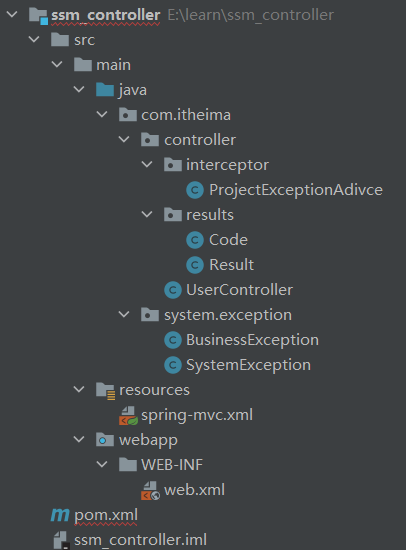 ssm_controller E:\learn\ssm_controller
src
main
java
com.itheima
controller
interceptor
ProjectExceptionAdivce
results
Code
Result
UserController
system.exception
BusinessException
SystemException
resources
spring-mvc.xml
webapp
WEB-INF
web.xml
pom.xml
ssm_controller.iml